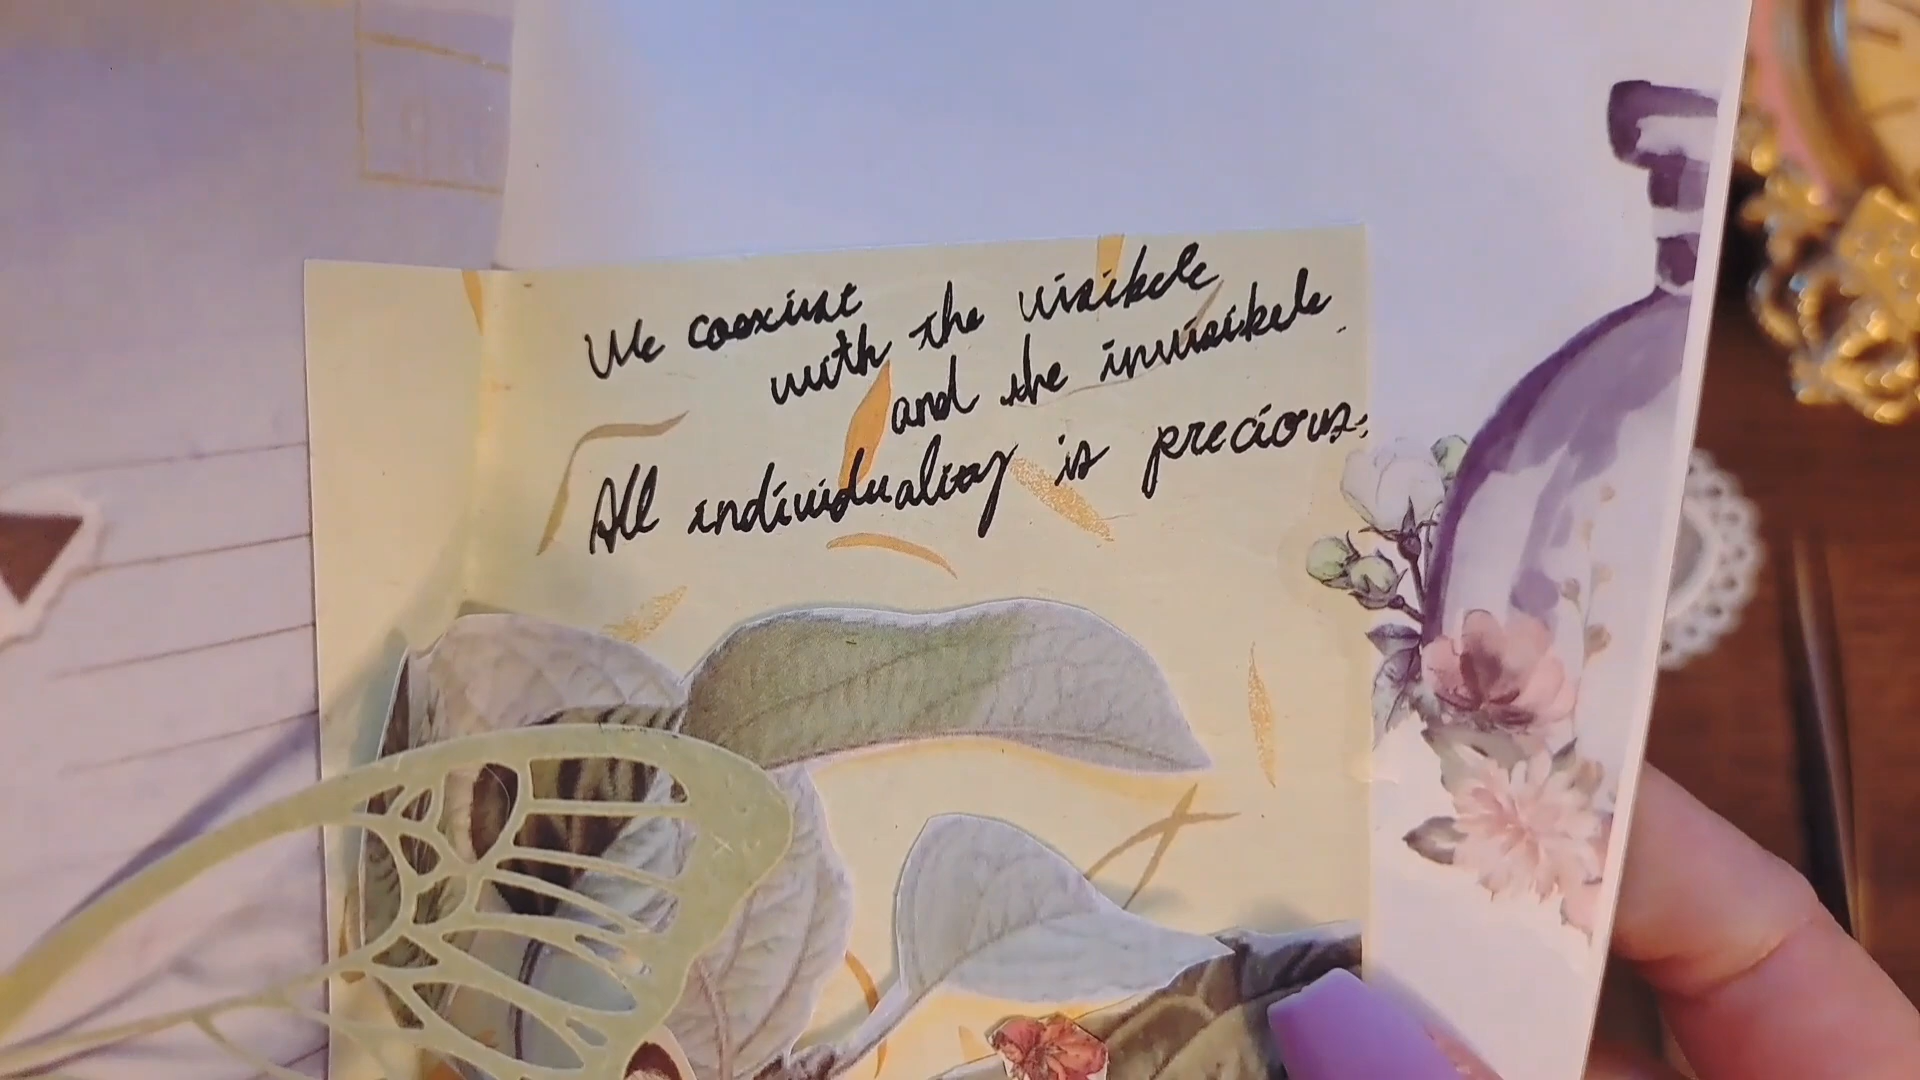 We coexist
with the visible
and the invisible.
All individuality is precious.